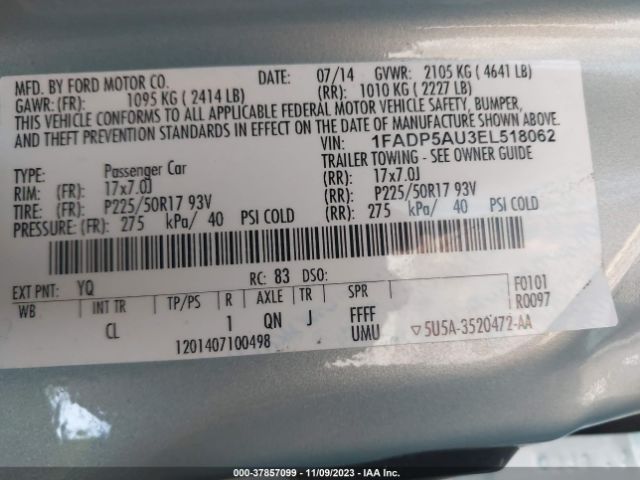 MFD. BY FORD MOTOR CO. DATE: 07/14 GVWR: 2105 KG ( 4641 LB)
GAWR: (FR): 1095 KG ( 2414 LB) (RR): 1010 KG ( 2227 LB)
THIS VEHICLE CONFORMS TO ALL APPLICABLE FEDERAL MOTOR VEHICLE SAFETY, BUMPER,
AND THEFT PREVENTION STANDARDS IN EFFECT ON THE DATE OF MANUFACTURE SHOWN ABOVE.
VIN: 1FADP5AU3EL518062
TRAILER TOWING - SEE OWNER GUIDE
TYPE: Passenger Car
RIM: (FR): 17x7.0J (RR): 17x7.0J
TIRE: (FR): P225/50R17 93V (RR): P225/50R17 93V
PRESSURE: (FR): 275 kPa/ 40 PSI COLD (RR): 275 kPa/ 40 PSI COLD
EXT PNT: YQ RC: 83 DSO: F0101
WB INT TR TP/PS R AXLE TR SPR R0097
CL 1 QN J FFFF
1201407100498 UMU ▽5U5A-3520472-AA
000-37857099 | 11/09/2023 | IAA Inc.